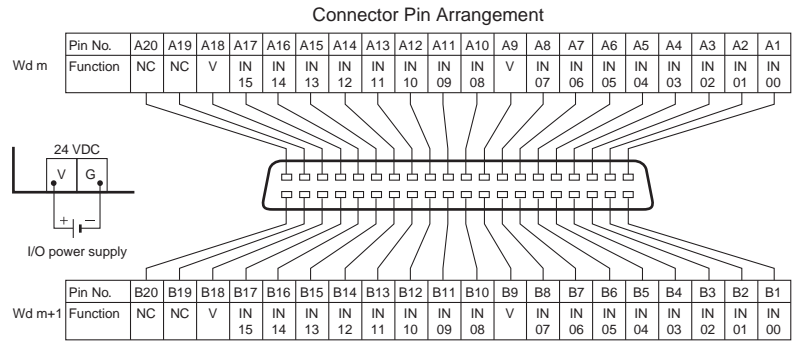 Connector Pin Arrangement
Pin No. A20 A19 A18 A17 A16 A15 A14 A13 A12 A11 A10 A9 A8 A7 A6 A5 A4 A3 A2 A1
Wd m Function NC NC V IN 15 IN 14 IN 13 IN 12 IN 11 IN 10 IN 09 IN 08 V IN 07 IN 06 IN 05 IN 04 IN 03 IN 02 IN 01 IN 00
24 VDC
V G
+ −
I/O power supply
Pin No. B20 B19 B18 B17 B16 B15 B14 B13 B12 B11 B10 B9 B8 B7 B6 B5 B4 B3 B2 B1
Wd m+1 Function NC NC V IN 15 IN 14 IN 13 IN 12 IN 11 IN 10 IN 09 IN 08 V IN 07 IN 06 IN 05 IN 04 IN 03 IN 02 IN 01 IN 00